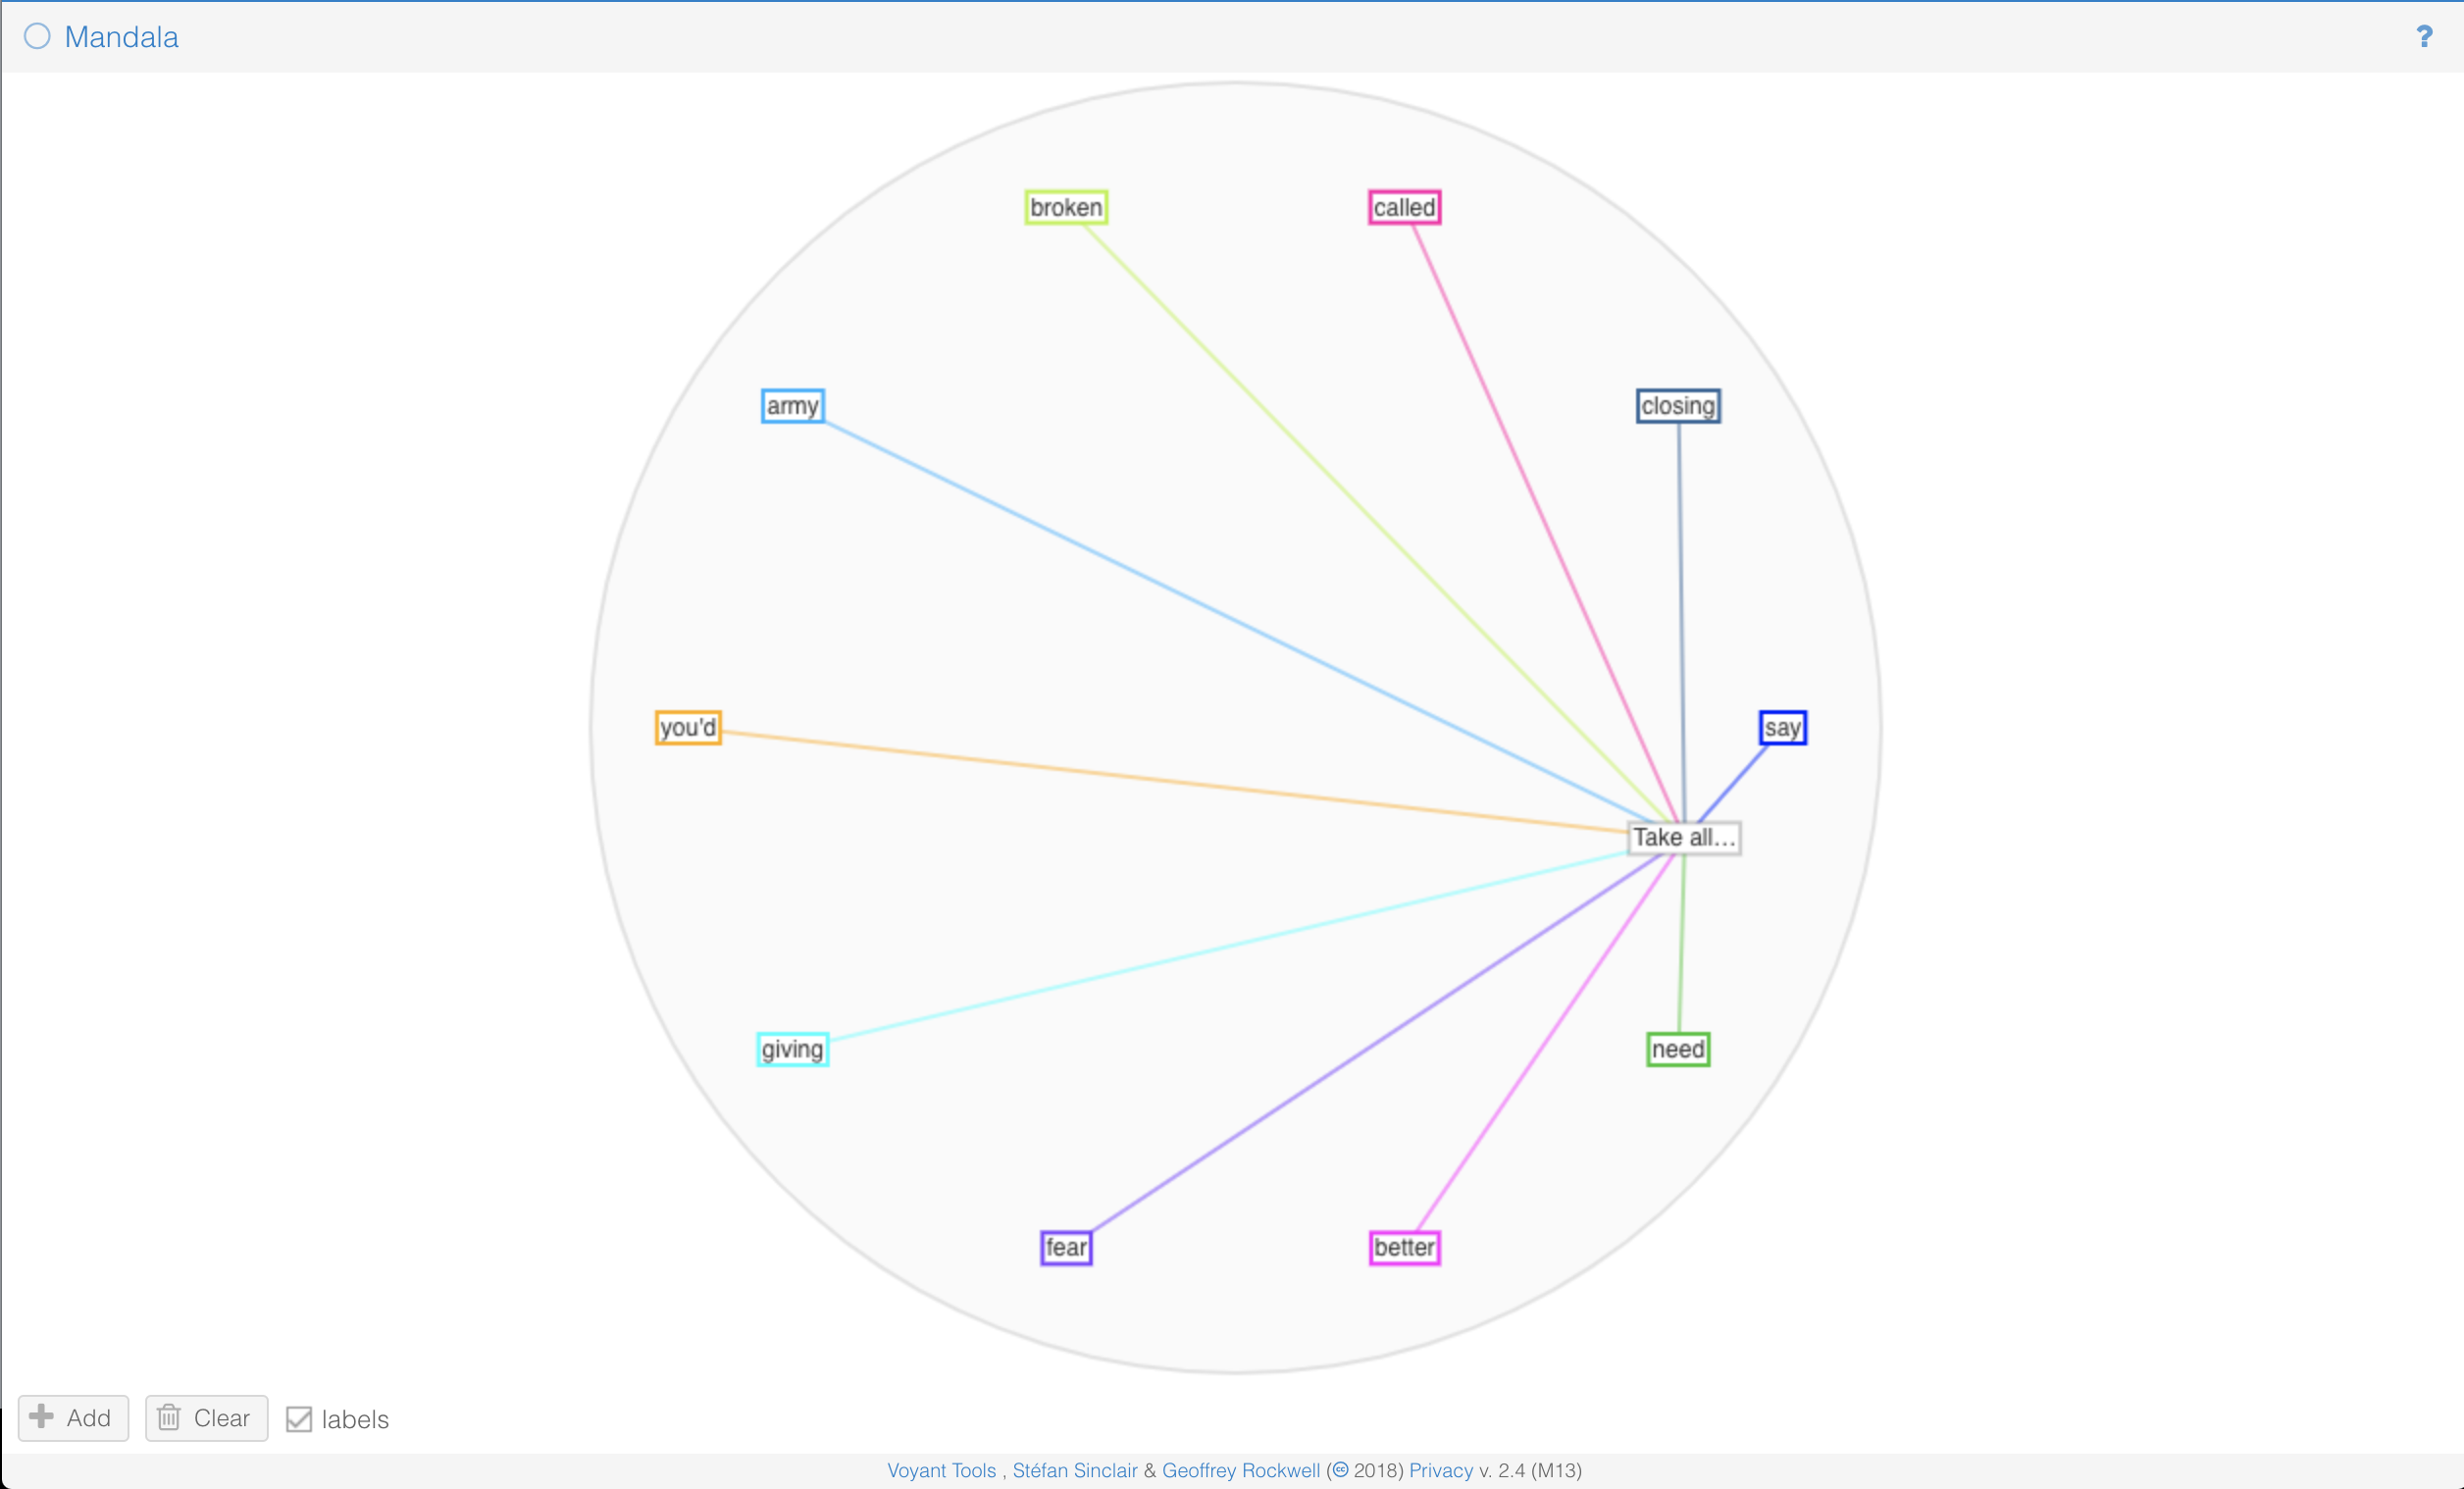 Mandala
?
broken
called
army
closing
you'd
say
Take all...
giving
need
fear
better
Add
Clear
labels
Voyant Tools , Stéfan Sinclair & Geoffrey Rockwell (cc 2018) Privacy v. 2.4 (M13)